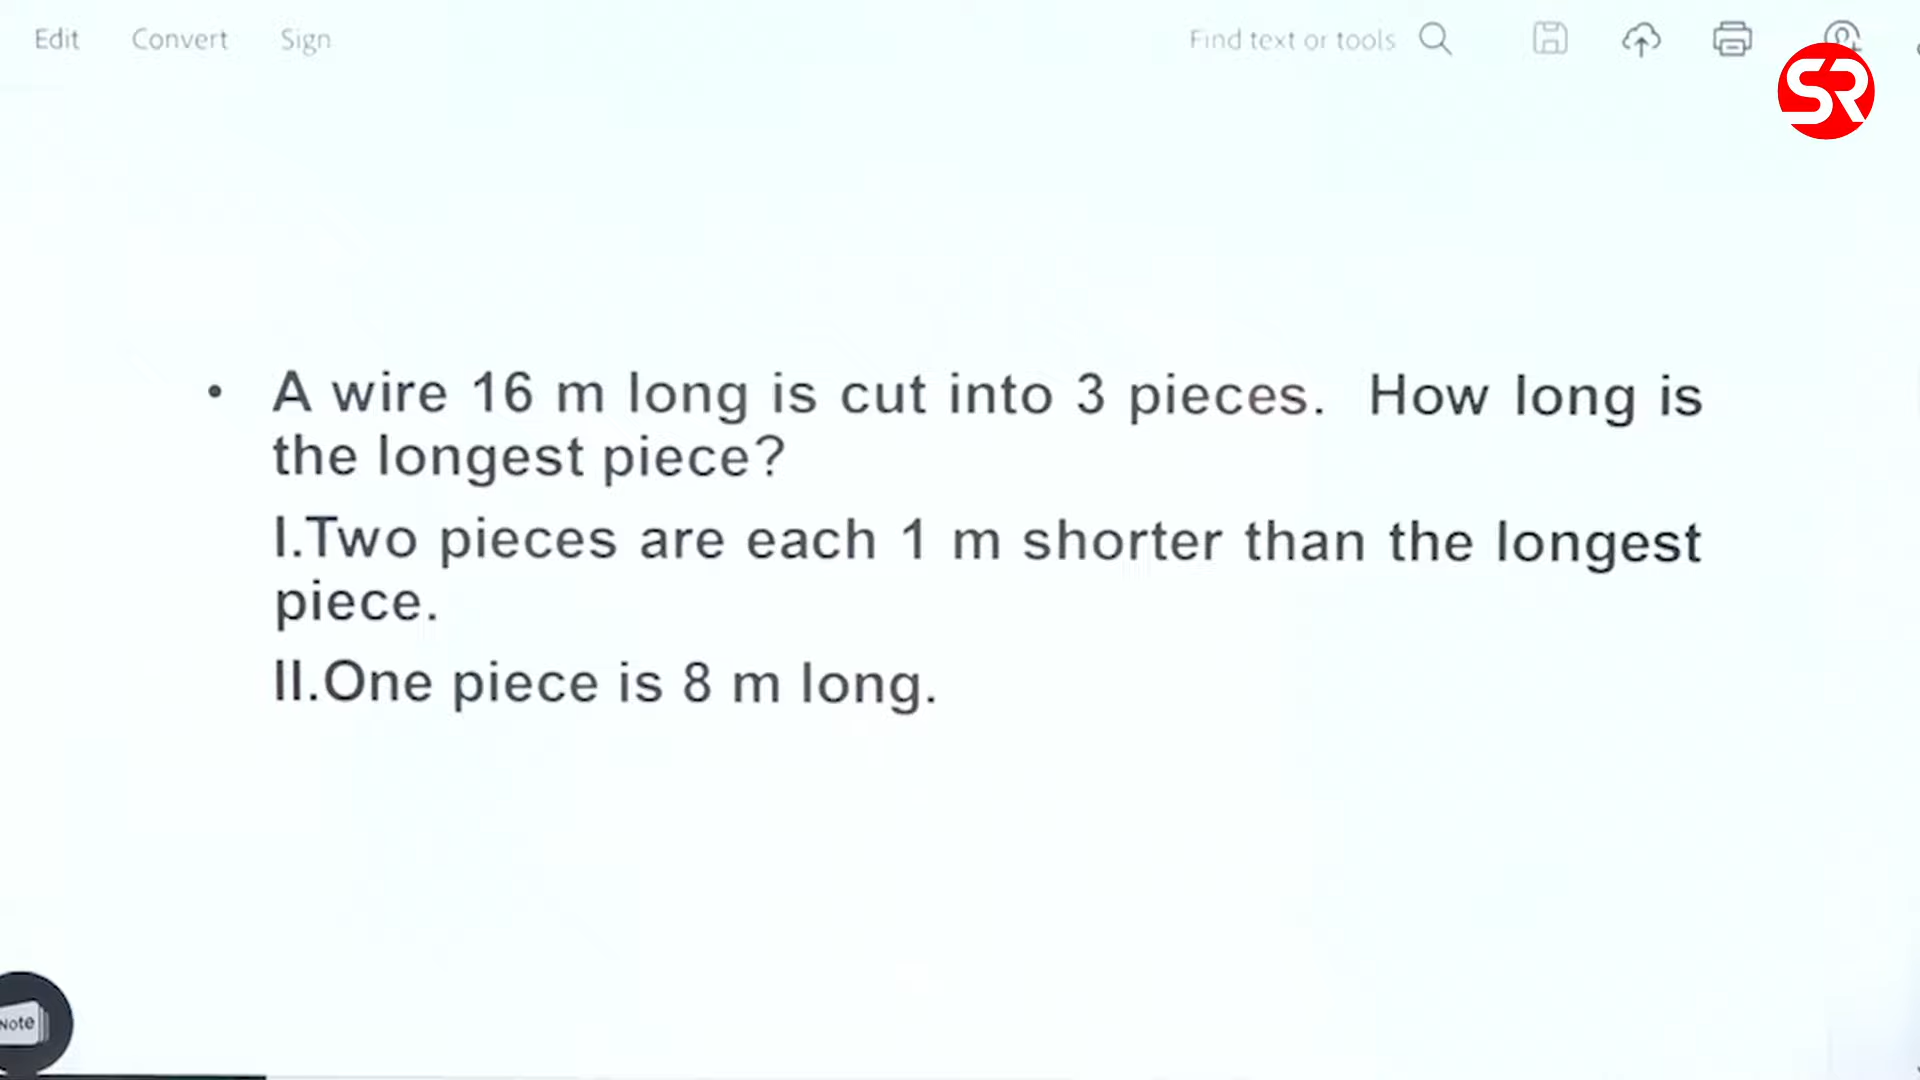 Edit Convert Sign Find text or tools
SR
• A wire 16 m long is cut into 3 pieces. How long is
the longest piece?
I.Two pieces are each 1 m shorter than the longest
piece.
II.One piece is 8 m long.
Note